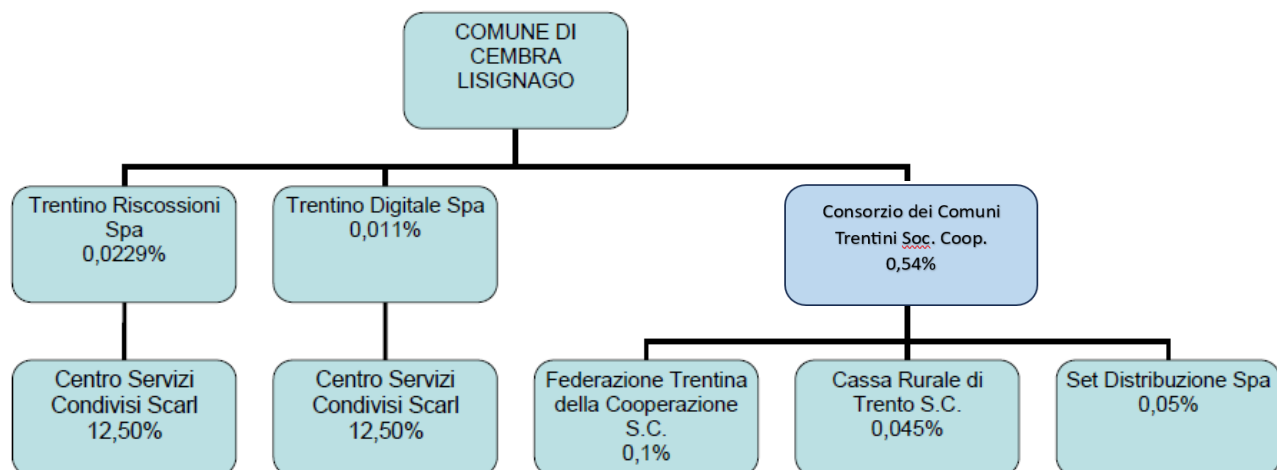 COMUNE DI
CEMBRA
LISIGNAGO
Trentino Riscossioni
Spa
0,0229%
Trentino Digitale Spa
0,011%
Consorzio dei Comuni
Trentini Soc. Coop.
0,54%
Centro Servizi
Condivisi Scarl
12,50%
Centro Servizi
Condivisi Scarl
12,50%
Federazione Trentina
della Cooperazione
S.C.
0,1%
Cassa Rurale di
Trento S.C.
0,045%
Set Distribuzione Spa
0,05%